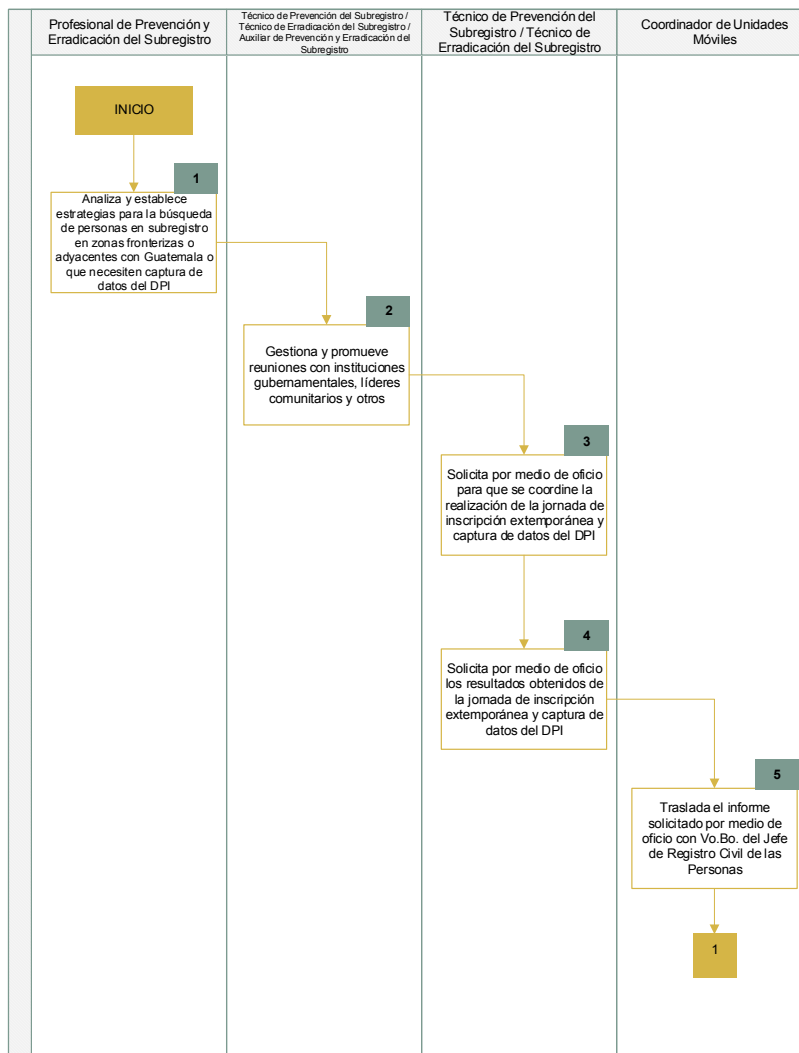 Profesional de Prevención y
Erradicación del Subregistro
Técnico de Prevención del Subregistro /
Técnico de Erradicación del Subregistro /
Auxiliar de Prevención y Erradicación del
Subregistro
Técnico de Prevención del
Subregistro / Técnico de
Erradicación del Subregistro
Coordinador de Unidades
Móviles
INICIO
1
Analiza y establece
estrategias para la búsqueda
de personas en subregistro
en zonas fronterizas o
adyacentes con Guatemala o
que necesiten captura de
datos del DPI
2
Gestiona y promueve
reuniones con instituciones
gubernamentales, líderes
comunitarios y otros
3
Solicita por medio de oficio
para que se coordine la
realización de la jornada de
inscripción extemporánea y
captura de datos del DPI
4
Solicita por medio de oficio
los resultados obtenidos de
la jornada de inscripción
extemporánea y captura de
datos del DPI
5
Traslada el informe
solicitado por medio de
oficio con Vo.Bo. del Jefe
de Registro Civil de las
Personas
1